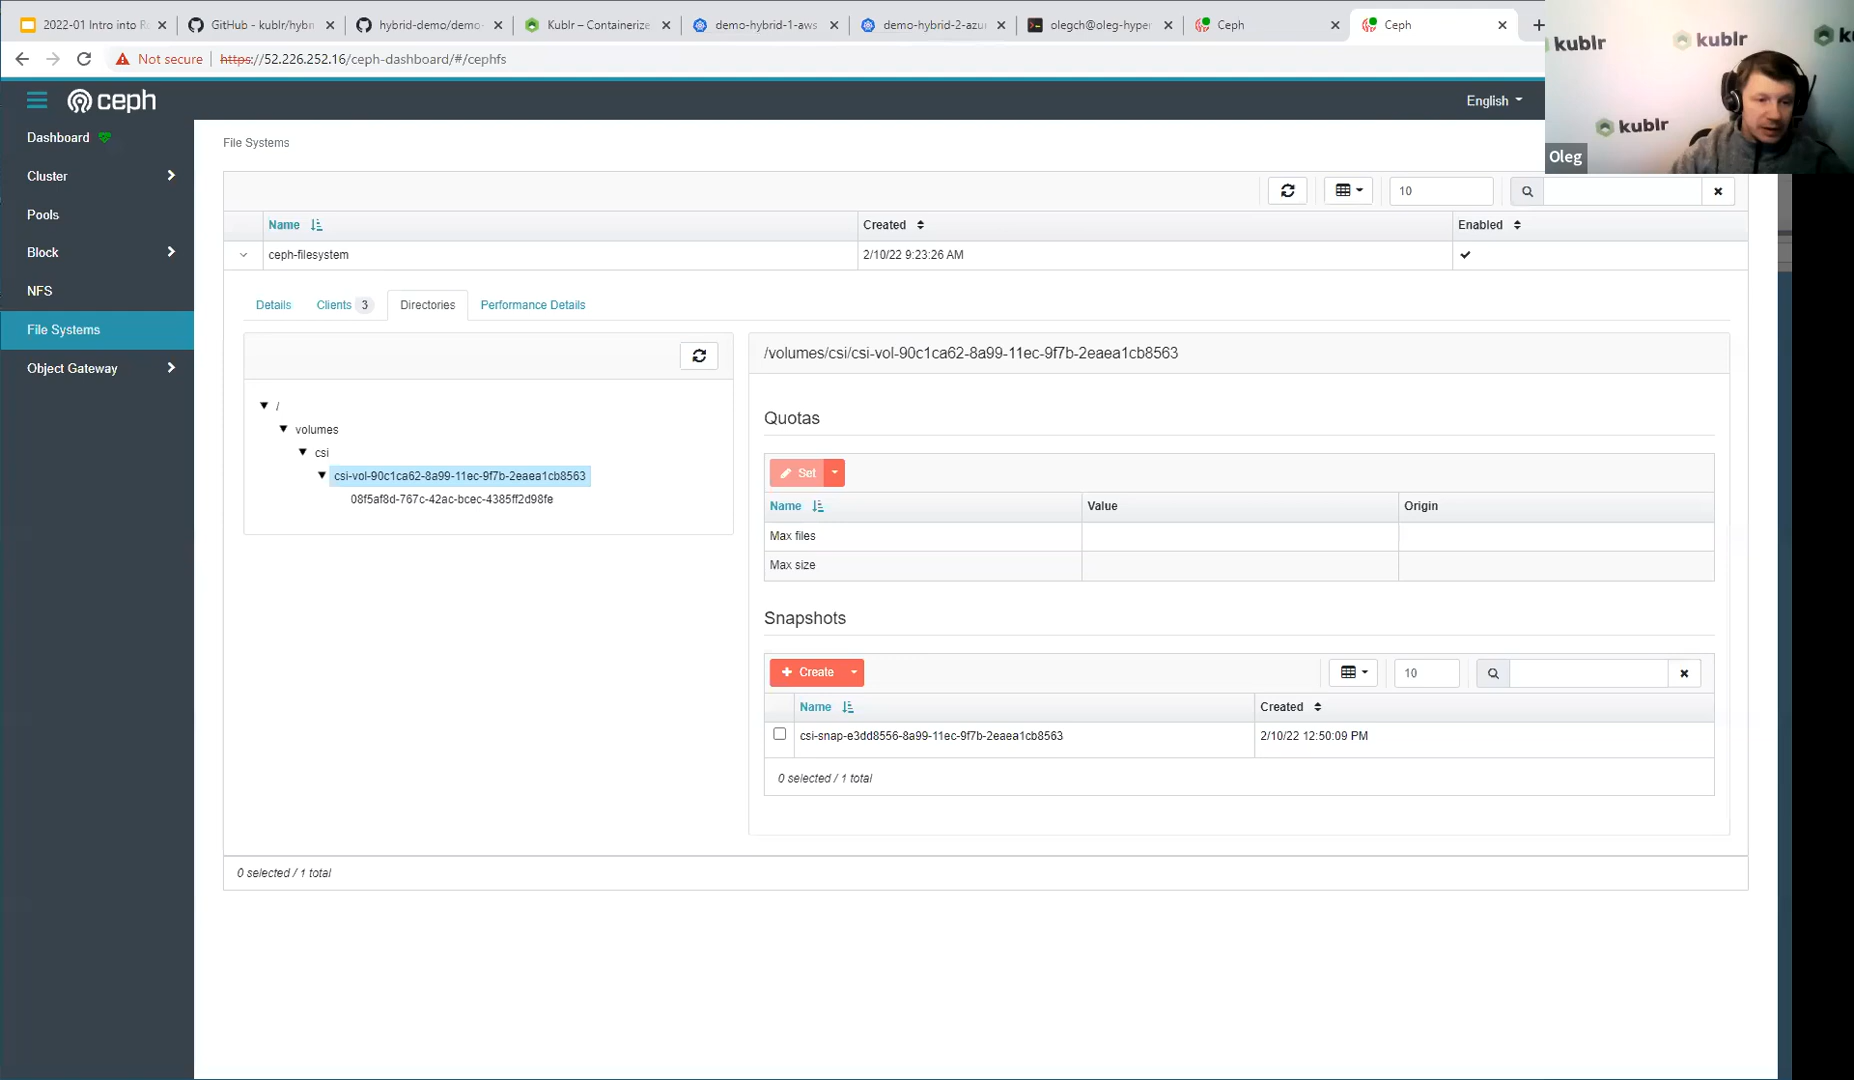 2022-01 Intro into R
GitHub - kublr/hybri
hybrid-demo/demo-
Kublr – Containerize
demo-hybrid-1-aws
demo-hybrid-2-azu
olegch@oleg-hyper
Ceph
Ceph
Not secure
https://52.226.252.16/ceph-dashboard/#/cephfs
kublr
kublr
kublr
Oleg
ceph
English
Dashboard
Cluster
Pools
Block
NFS
File Systems
Object Gateway
File Systems
10
Name
Created
Enabled
ceph-filesystem
2/10/22 9:23:26 AM
Details
Clients 3
Directories
Performance Details
/
volumes
csi
csi-vol-90c1ca62-8a99-11ec-9f7b-2eaea1cb8563
08f5af8d-767c-42ac-bcec-4385ff2d98fe
/volumes/csi/csi-vol-90c1ca62-8a99-11ec-9f7b-2eaea1cb8563
Quotas
Set
Name
Value
Origin
Max files
Max size
Snapshots
Create
10
Name
Created
csi-snap-e3dd8556-8a99-11ec-9f7b-2eaea1cb8563
2/10/22 12:50:09 PM
0 selected / 1 total
0 selected / 1 total